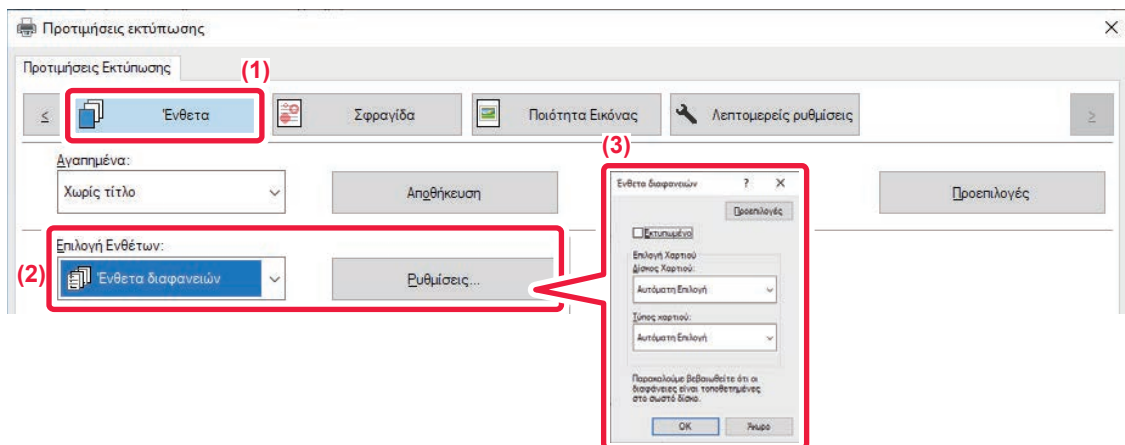 Προτιμήσεις εκτύπωσης
Προτιμήσεις Εκτύπωσης
(1)
Ένθετα
Σφραγίδα
Ποιότητα Εικόνας
Λεπτομερείς ρυθμίσεις
(3)
Αγαπημένα:
Χωρίς τίτλο
Αποθήκευση
Προεπιλογές
Επιλογή Ενθέτων:
(2)
Ένθετα διαφανειών
Ρυθμίσεις...
Ένθετα διαφανειών ?
Προεπιλογές
Εκτυπωμένο
Επιλογή Χαρτιού
Δίσκος Χαρτιού:
Αυτόματη Επιλογή
Τύπος χαρτιού:
Αυτόματη Επιλογή
Παρακαλούμε βεβαιωθείτε ότι οι
διαφάνειες είναι τοποθετημένες
στο σωστό δίσκο.
OK
Άκυρο